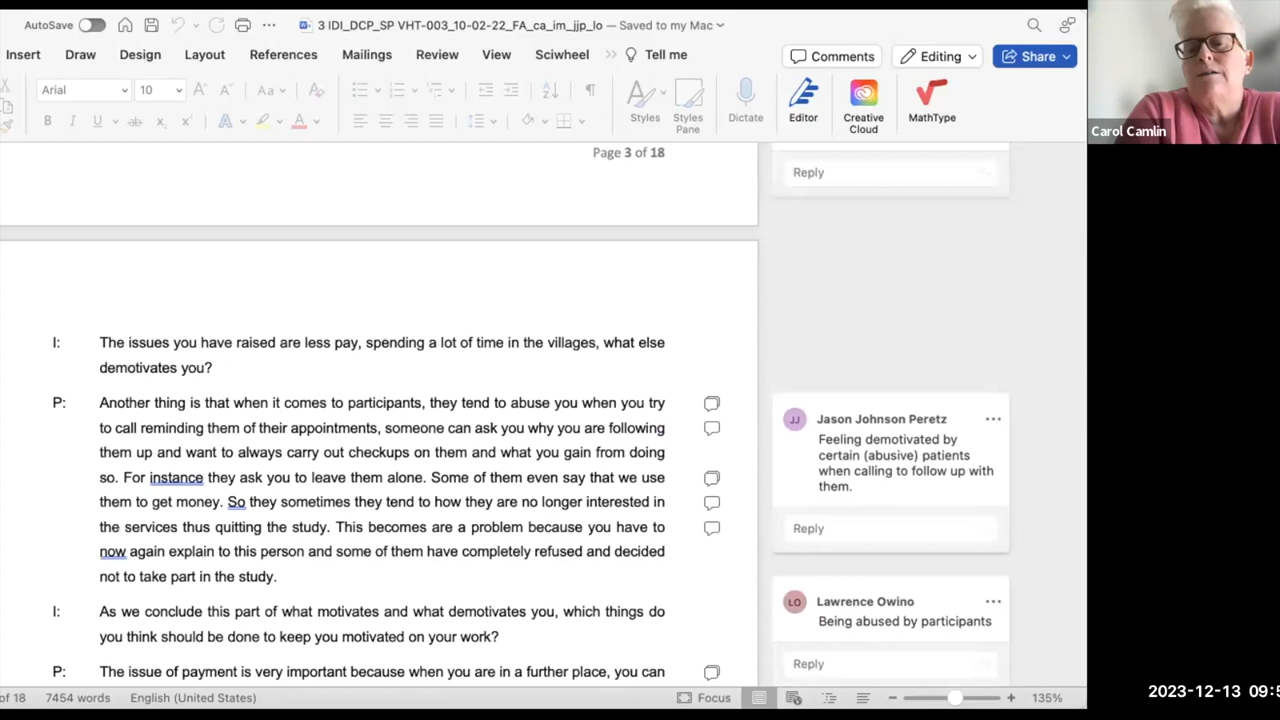 AutoSave
3 IDI_DCP_SP VHT-003_10-02-22_FA_ca_im_jjp_lo — Saved to my Mac
Insert Draw Design Layout References Mailings Review View Sciwheel Tell me Comments Editing Share
Arial 10 Styles Styles Pane Dictate Editor Creative Cloud MathType
Carol Camlin
Page 3 of 18
Reply
I: The issues you have raised are less pay, spending a lot of time in the villages, what else
demotivates you?
P: Another thing is that when it comes to participants, they tend to abuse you when you try
to call reminding them of their appointments, someone can ask you why you are following
them up and want to always carry out checkups on them and what you gain from doing
so. For instance they ask you to leave them alone. Some of them even say that we use
them to get money. So they sometimes they tend to how they are no longer interested in
the services thus quitting the study. This becomes are a problem because you have to
now again explain to this person and some of them have completely refused and decided
not to take part in the study.
I: As we conclude this part of what motivates and what demotivates you, which things do
you think should be done to keep you motivated on your work?
P: The issue of payment is very important because when you are in a further place, you can
JJ Jason Johnson Peretz
Feeling demotivated by
certain (abusive) patients
when calling to follow up with
them.
Reply
LO Lawrence Owino
Being abused by participants
Reply
of 18 7454 words English (United States) Focus 135%
2023-12-13 09:5